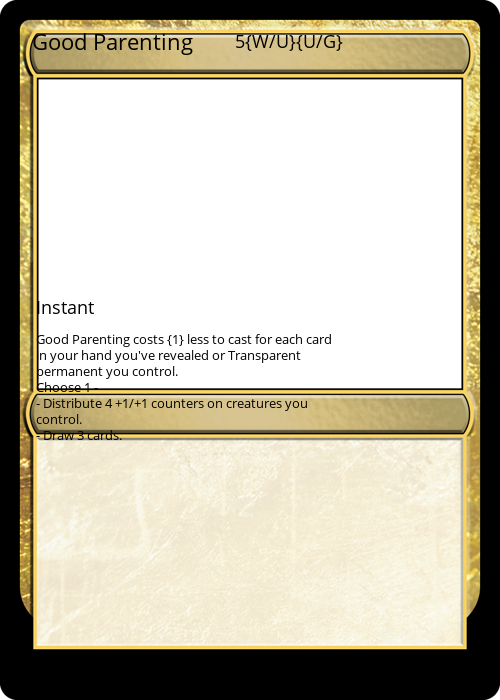 Good Parenting 5{W/U}{U/G}
Instant
Good Parenting costs {1} less to cast for each card
in your hand you've revealed or Transparent
permanent you control.
Choose 1 -
- Distribute 4 +1/+1 counters on creatures you
control.
- Draw 3 cards.